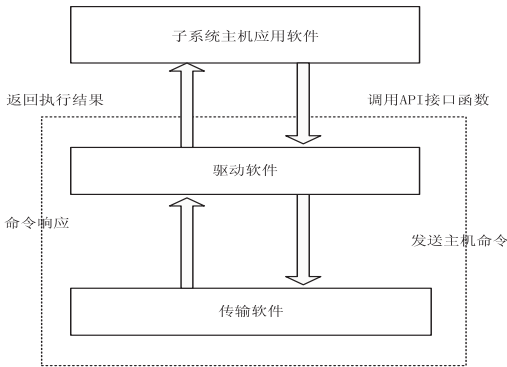 子系统主机应用软件
返回执行结果
调用API接口函数
驱动软件
命令响应
发送主机命令
传输软件